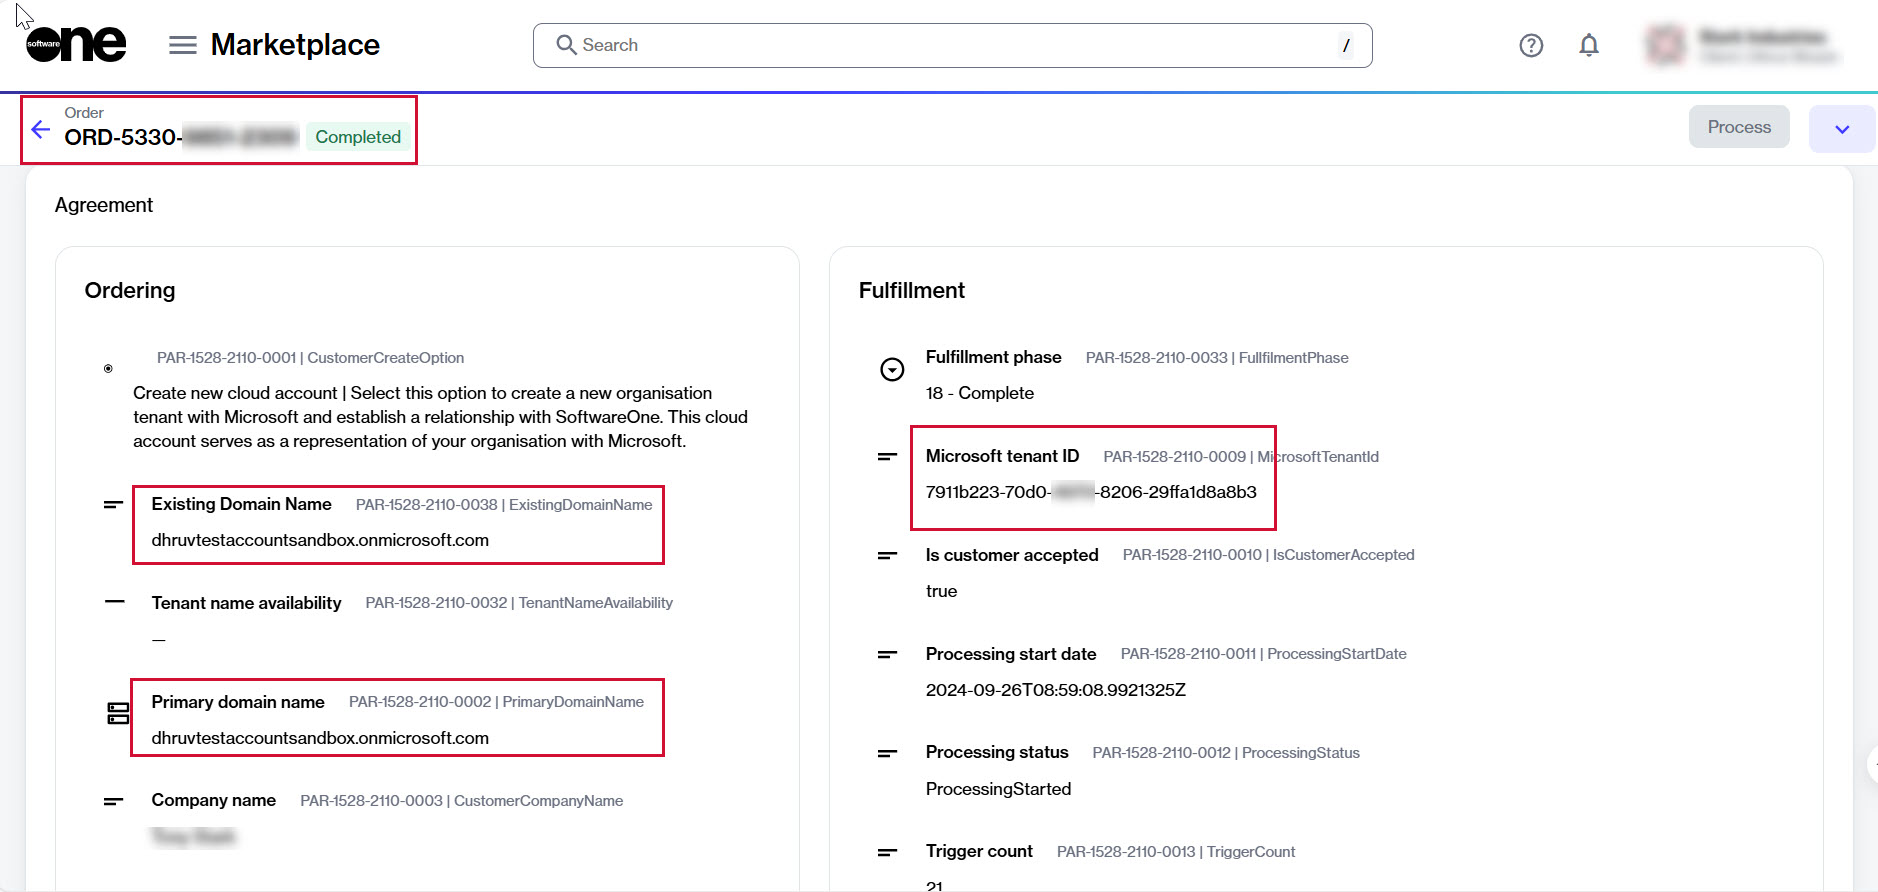 software one
Marketplace
Search
/
Order
ORD-5330-
Completed
Process
Agreement
Ordering
PAR-1528-2110-0001 | CustomerCreateOption
Create new cloud account | Select this option to create a new organisation
tenant with Microsoft and establish a relationship with SoftwareOne. This cloud
account serves as a representation of your organisation with Microsoft.
Existing Domain Name PAR-1528-2110-0038 | ExistingDomainName
dhruvtestaccountsandbox.onmicrosoft.com
Tenant name availability PAR-1528-2110-0032 | TenantNameAvailability
—
Primary domain name PAR-1528-2110-0002 | PrimaryDomainName
dhruvtestaccountsandbox.onmicrosoft.com
Company name PAR-1528-2110-0003 | CustomerCompanyName
Fulfillment
Fulfillment phase PAR-1528-2110-0033 | FullfilmentPhase
18 - Complete
Microsoft tenant ID PAR-1528-2110-0009 | MicrosoftTenantId
7911b223-70d0- -8206-29ffa1d8a8b3
Is customer accepted PAR-1528-2110-0010 | IsCustomerAccepted
true
Processing start date PAR-1528-2110-0011 | ProcessingStartDate
2024-09-26T08:59:08.9921325Z
Processing status PAR-1528-2110-0012 | ProcessingStatus
ProcessingStarted
Trigger count PAR-1528-2110-0013 | TriggerCount
21